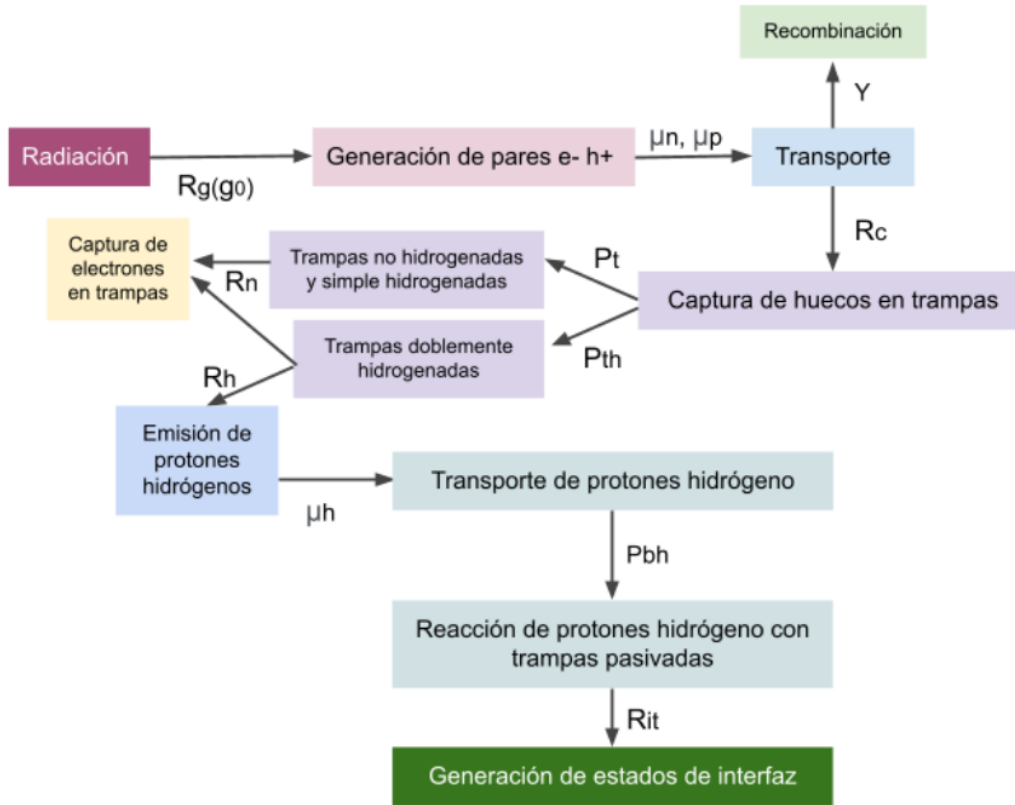 Recombinación
Y
Radiación
Rg(g0)
Generación de pares e- h+
μn, μp
Transporte
Rc
Captura de
electrones
en trampas
Rn
Trampas no hidrogenadas
y simple hidrogenadas
Pt
Captura de huecos en trampas
Trampas doblemente
hidrogenadas
Pth
Rh
Emisión de
protones
hidrógenos
μh
Transporte de protones hidrógeno
Pbh
Reacción de protones hidrógeno con
trampas pasivadas
Rit
Generación de estados de interfaz